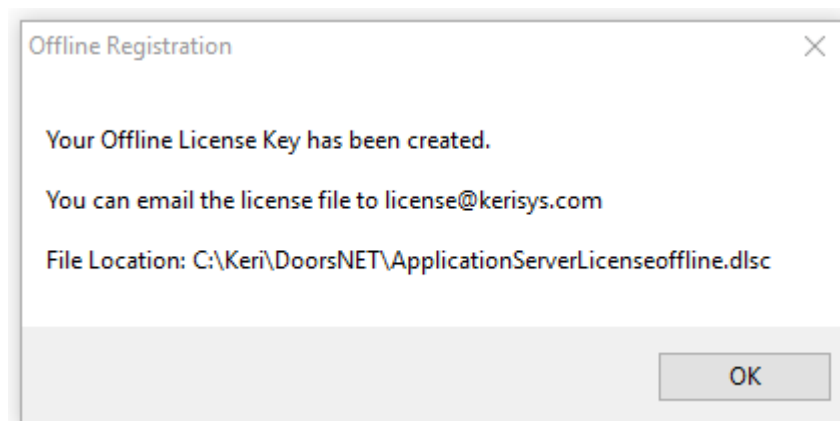 Offline Registration
Your Offline License Key has been created.
You can email the license file to license@kerisys.com
File Location: C:\Keri\DoorsNET\ApplicationServerLicenseoffline.dlsc
OK